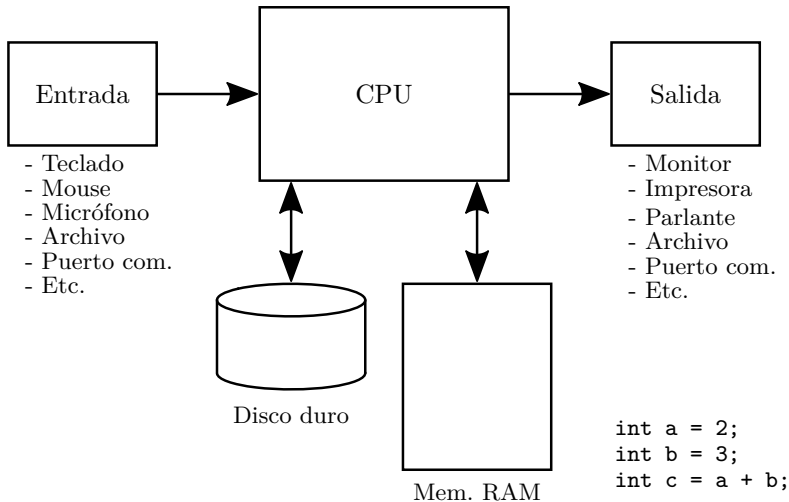 Entrada
- Teclado
- Mouse
- Micrófono
- Archivo
- Puerto com.
- Etc.
CPU
Salida
- Monitor
- Impresora
- Parlante
- Archivo
- Puerto com.
- Etc.
Disco duro
Mem. RAM
int a = 2;
int b = 3;
int c = a + b;